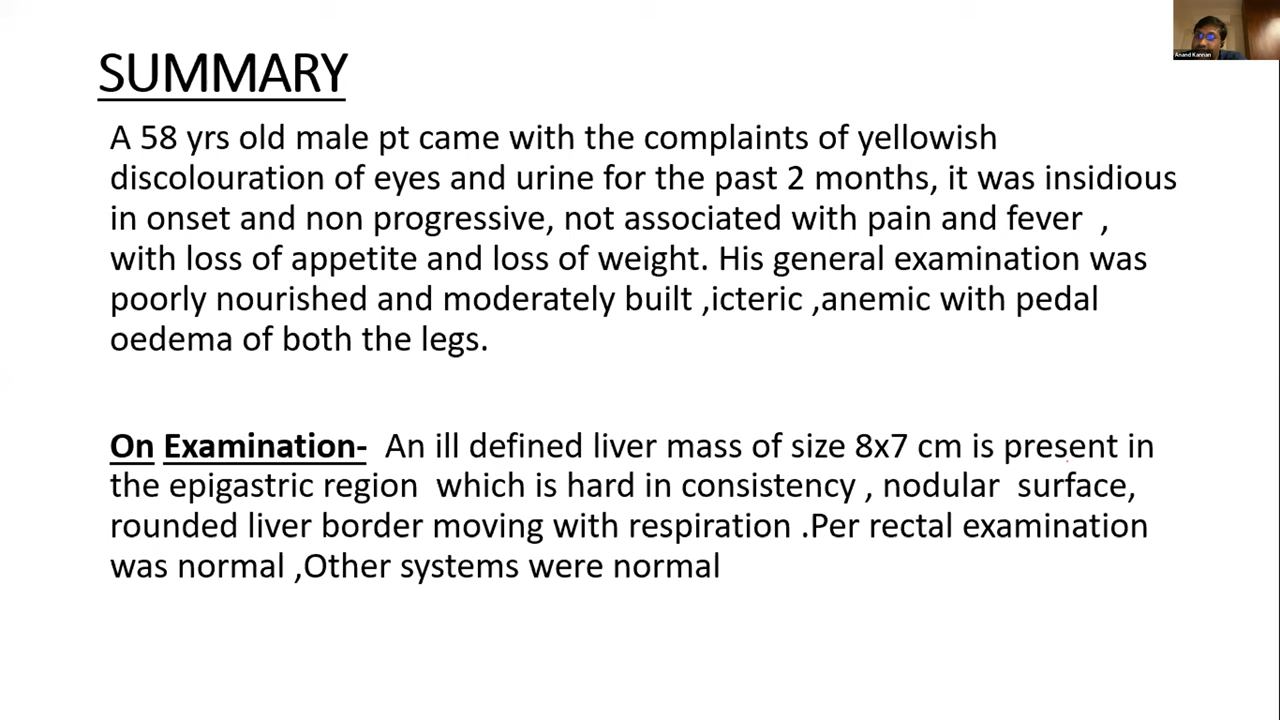 SUMMARY
A 58 yrs old male pt came with the complaints of yellowish
discolouration of eyes and urine for the past 2 months, it was insidious
in onset and non progressive, not associated with pain and fever ,
with loss of appetite and loss of weight. His general examination was
poorly nourished and moderately built ,icteric ,anemic with pedal
oedema of both the legs.
On Examination- An ill defined liver mass of size 8x7 cm is present in
the epigastric region which is hard in consistency , nodular surface,
rounded liver border moving with respiration .Per rectal examination
was normal ,Other systems were normal
Anand Kannan